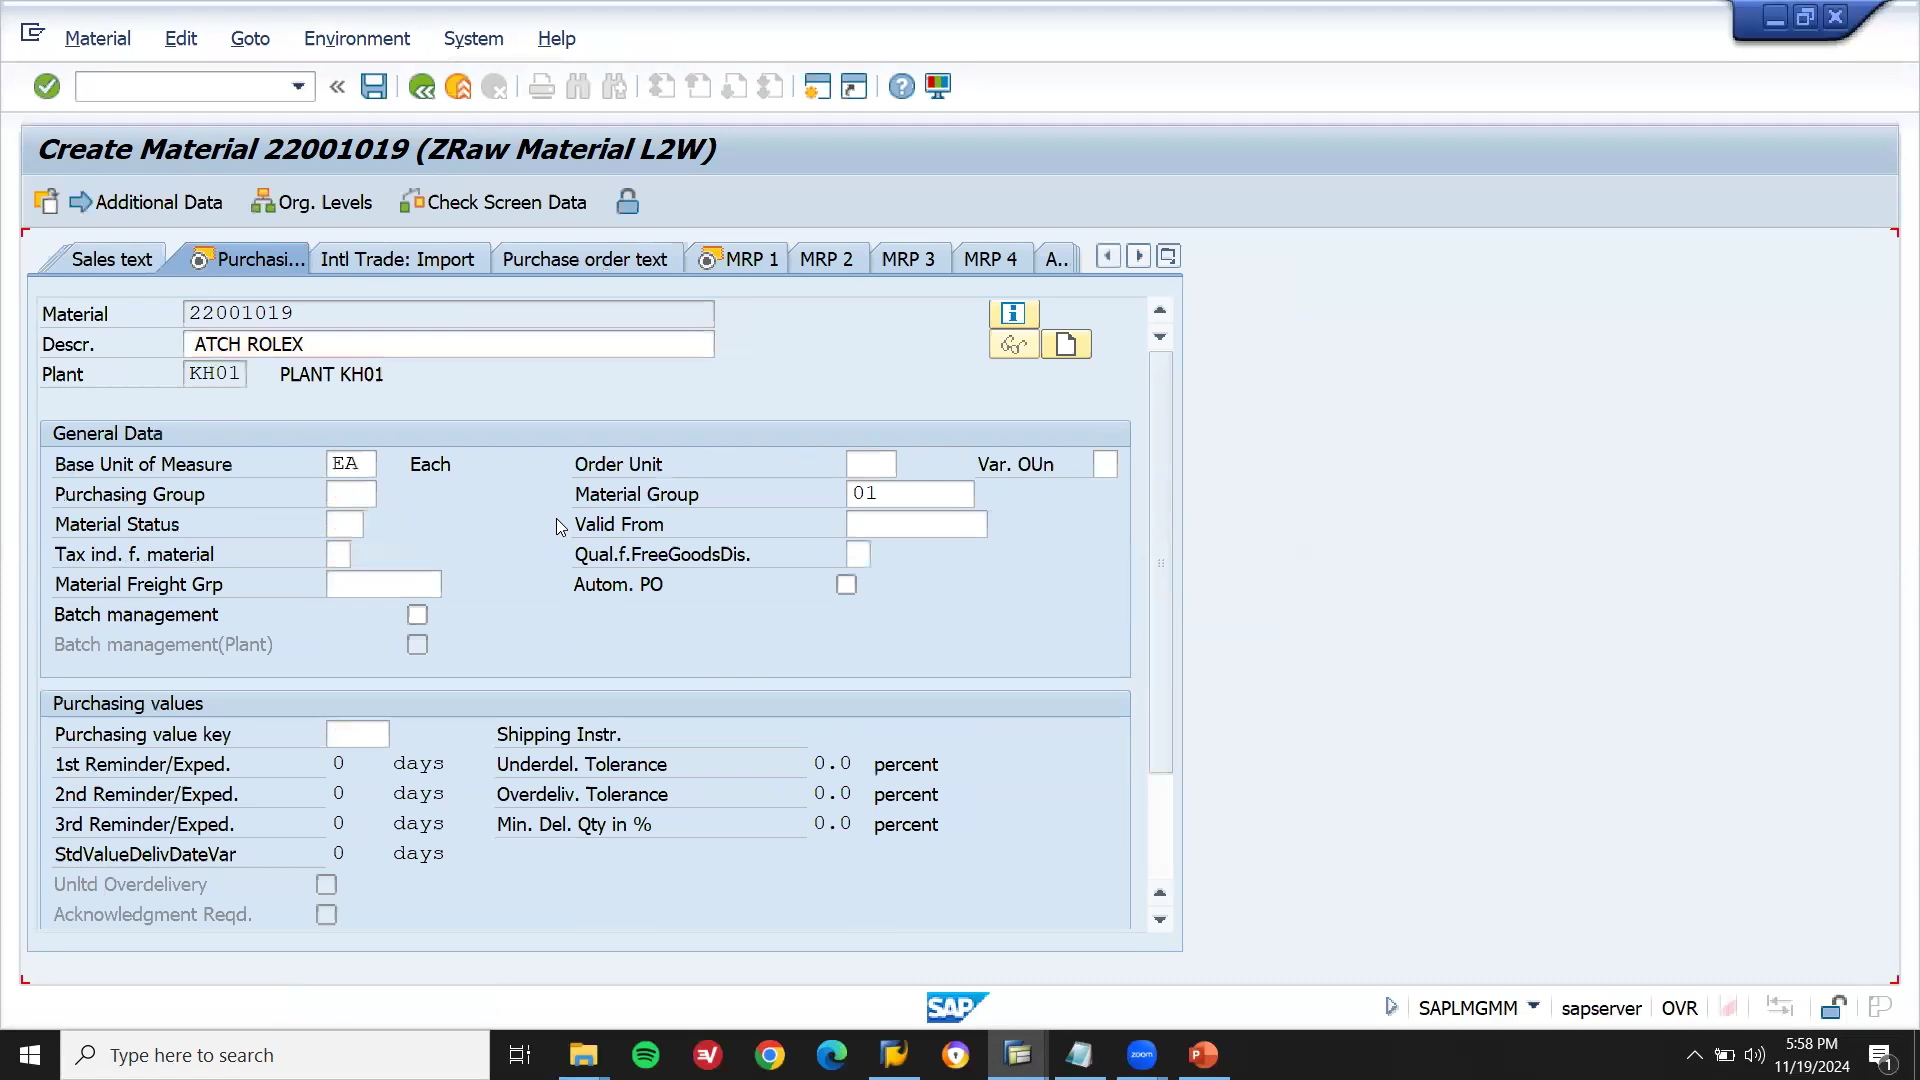 Material Edit Goto Environment System Help
Create Material 22001019 (ZRaw Material L2W)
Additional Data Org. Levels Check Screen Data
Sales text Purchasi... Intl Trade: Import Purchase order text MRP 1 MRP 2 MRP 3 MRP 4 A..
Material 22001019
Descr. ATCH ROLEX
Plant KH01 PLANT KH01
General Data
Base Unit of Measure EA Each Order Unit Var. OUn
Purchasing Group Material Group 01
Material Status Valid From
Tax ind. f. material Qual.f.FreeGoodsDis.
Material Freight Grp Autom. PO
Batch management
Batch management(Plant)
Purchasing values
Purchasing value key Shipping Instr.
1st Reminder/Exped. 0 days Underdel. Tolerance 0.0 percent
2nd Reminder/Exped. 0 days Overdeliv. Tolerance 0.0 percent
3rd Reminder/Exped. 0 days Min. Del. Qty in % 0.0 percent
StdValueDelivDateVar 0 days
Unltd Overdelivery
Acknowledgment Reqd.
SAP SAPLMGMM sapserver OVR
Type here to search zoom 5:58 PM
11/19/2024 1